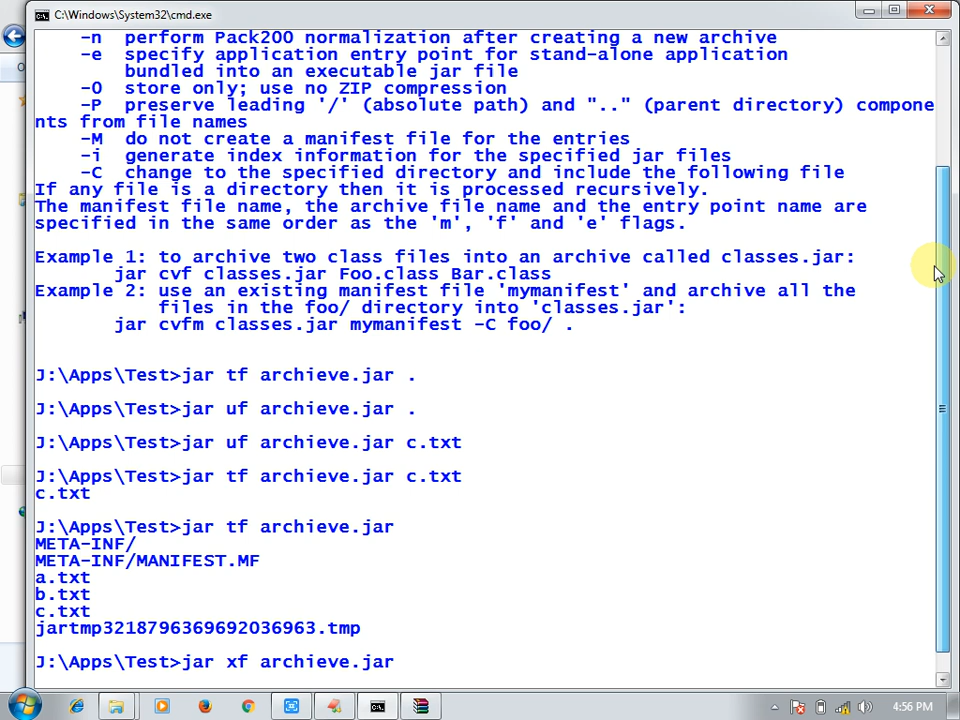 C:\Windows\System32\cmd.exe
-n perform Pack200 normalization after creating a new archive
-e specify application entry point for stand-alone application
bundled into an executable jar file
-0 store only; use no ZIP compression
-P preserve leading '/' (absolute path) and ".." (parent directory) compone
nts from file names
-M do not create a manifest file for the entries
-i generate index information for the specified jar files
-C change to the specified directory and include the following file
If any file is a directory then it is processed recursively.
The manifest file name, the archive file name and the entry point name are
specified in the same order as the 'm', 'f' and 'e' flags.
Example 1: to archive two class files into an archive called classes.jar:
jar cvf classes.jar Foo.class Bar.class
Example 2: use an existing manifest file 'mymanifest' and archive all the
files in the foo/ directory into 'classes.jar':
jar cvfm classes.jar mymanifest -C foo/ .
J:\Apps\Test>jar tf archieve.jar .
J:\Apps\Test>jar uf archieve.jar .
J:\Apps\Test>jar uf archieve.jar c.txt
J:\Apps\Test>jar tf archieve.jar c.txt
c.txt
J:\Apps\Test>jar tf archieve.jar
META-INF/
META-INF/MANIFEST.MF
a.txt
b.txt
c.txt
jartmp3218796369692036963.tmp
J:\Apps\Test>jar xf archieve.jar
4:56 PM